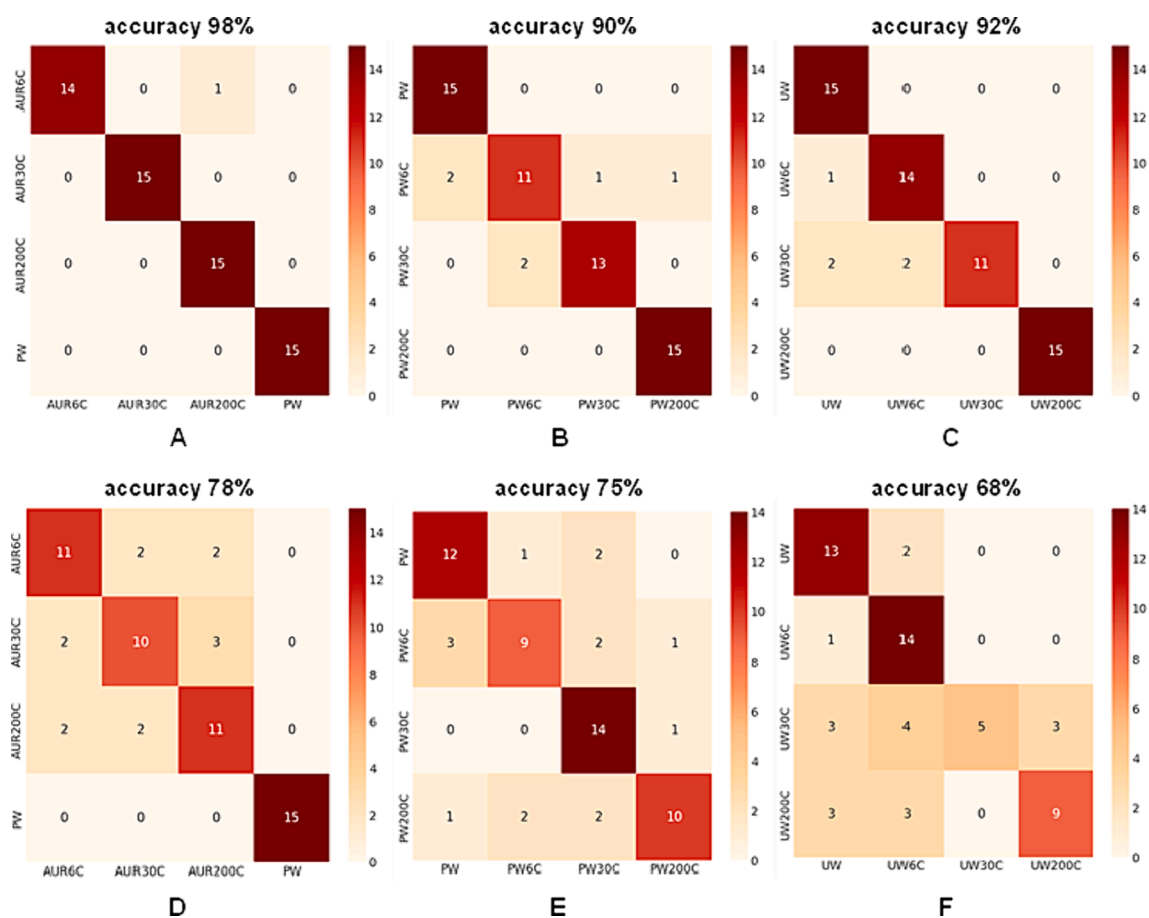 accuracy 98%
AUR6C 14 0 1 0
AUR30C 0 15 0 0
AUR200C 0 0 15 0
PW 0 0 0 15
AUR6C AUR30C AUR200C PW
14
12
10
8
6
4
2
0
A
accuracy 90%
PW 15 0 0 0
PW6C 2 11 1 1
PW30C 0 2 13 0
PW200C 0 0 0 15
PW PW6C PW30C PW200C
14
12
10
8
6
4
2
0
B
accuracy 92%
UW 15 0 0 0
UW6C 1 14 0 0
UW30C 2 2 11 0
UW200C 0 0 0 15
UW UW6C UW30C UW200C
14
12
10
8
6
4
2
0
C
accuracy 78%
AUR6C 11 2 2 0
AUR30C 2 10 3 0
AUR200C 2 2 11 0
PW 0 0 0 15
AUR6C AUR30C AUR200C PW
14
12
10
8
6
4
2
0
D
accuracy 75%
PW 12 1 2 0
PW6C 3 9 2 1
PW30C 0 0 14 1
PW200C 1 2 2 10
PW PW6C PW30C PW200C
14
12
10
8
6
4
2
0
E
accuracy 68%
UW 13 2 0 0
UW6C 1 14 0 0
UW30C 3 4 5 3
UW200C 3 3 0 9
UW UW6C UW30C UW200C
14
12
10
8
6
4
2
0
F